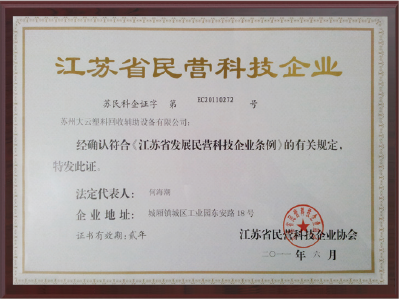 江苏省民营科技企业
苏民科企证字 第 EC20110272 号
苏州大云塑料回收辅助设备有限公司:
经确认符合《江苏省发展民营科技企业条例》的有关规定,
特发此证。
法定代表人: 何海潮
企业地址: 城厢镇城区工业园东安路18号
证书有效:贰年
江苏省民营科技企业协会
二〇一一年六月